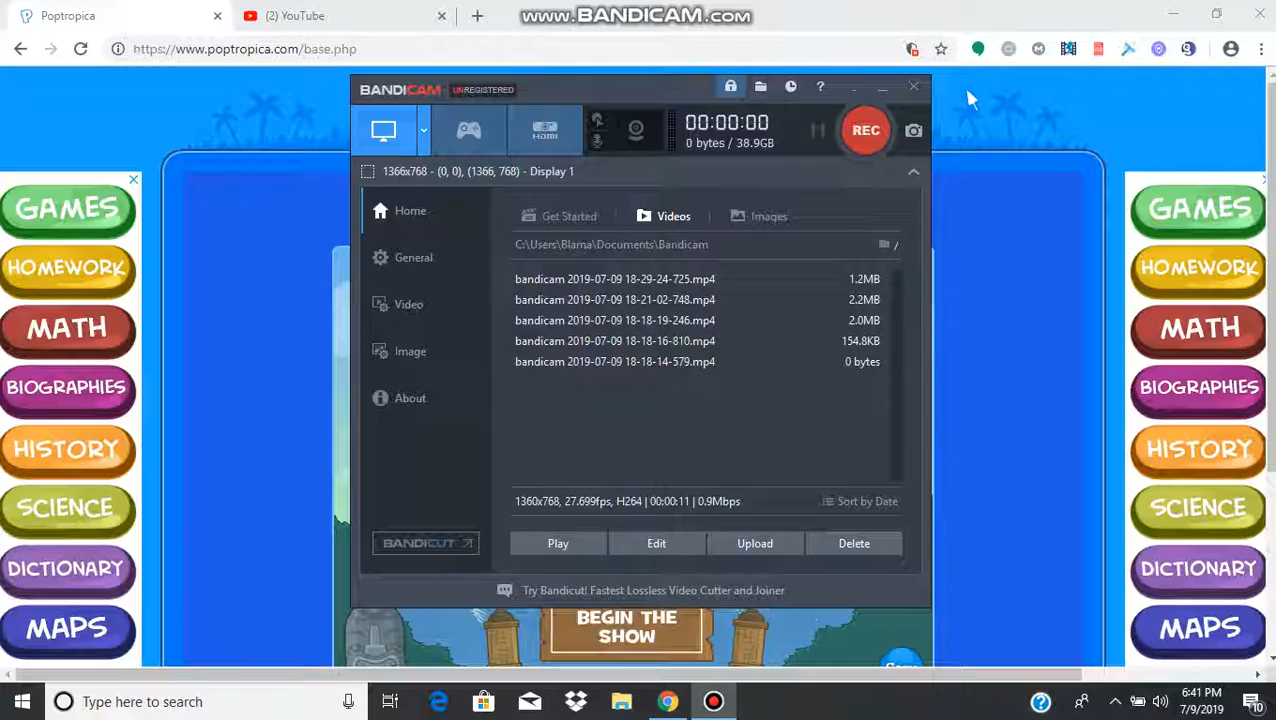 Poptropica
(2) YouTube
www.BANDICAM.com
https://www.poptropica.com/base.php
BANDICAM UNREGISTERED
HDMI
00:00:00
0 bytes / 38.9GB
REC
1366x768 - (0, 0), (1366, 768) - Display 1
Home
General
Video
Image
About
BANDICUT
Get Started
Videos
Images
C:\Users\Blarna\Documents\Bandicam
bandicam 2019-07-09 18-29-24-725.mp4 1.2MB
bandicam 2019-07-09 18-21-02-748.mp4 2.2MB
bandicam 2019-07-09 18-18-19-246.mp4 2.0MB
bandicam 2019-07-09 18-18-16-810.mp4 154.8KB
bandicam 2019-07-09 18-18-14-579.mp4 0 bytes
1360x768, 27.699fps, H264 | 00:00:11 | 0.9Mbps
Sort by Date
Play
Edit
Upload
Delete
Try Bandicut! Fastest Lossless Video Cutter and Joiner
GAMES
HOMEWORK
MATH
BIOGRAPHIES
HISTORY
SCIENCE
DICTIONARY
MAPS
GAMES
HOMEWORK
MATH
BIOGRAPHIES
HISTORY
SCIENCE
DICTIONARY
MAPS
BEGIN THE
SHOW
Type here to search
6:41 PM
7/9/2019
10